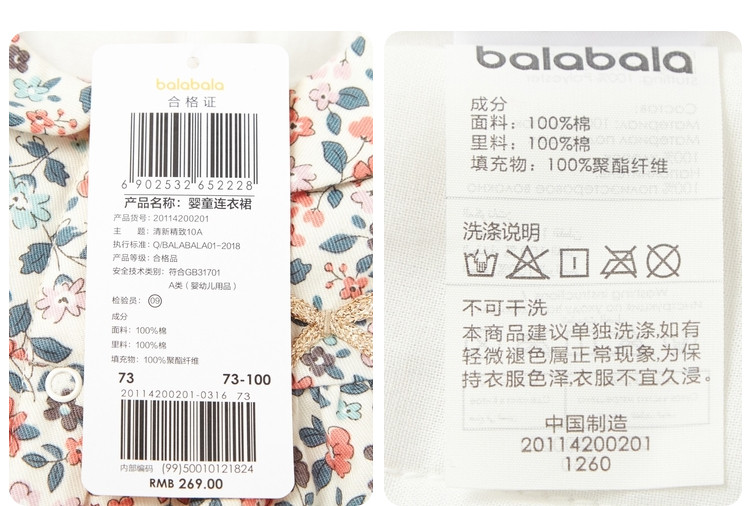 balabala
合格证
6 902532 652228
产品名称：婴童连衣裙
产品货号：20114200201
主 题：清新精致10A
执行标准：Q/BALABALA01-2018
产品等级：合格品
安全技术类别：符合GB31701
A类（婴幼儿用品）
检验员：09
成分
面料：100%棉
里料：100%棉
填充物：100%聚酯纤维
73 73-100
20114200201-0316 73
内部编码 (99)50010121824
RMB 269.00
balabala
成分
面料：100%棉
里料：100%棉
填充物：100%聚酯纤维
洗涤说明
不可干洗
本商品建议单独洗涤,如有
轻微褪色属正常现象,为保
持衣服色泽,衣服不宜久浸。
中国制造
20114200201
1260